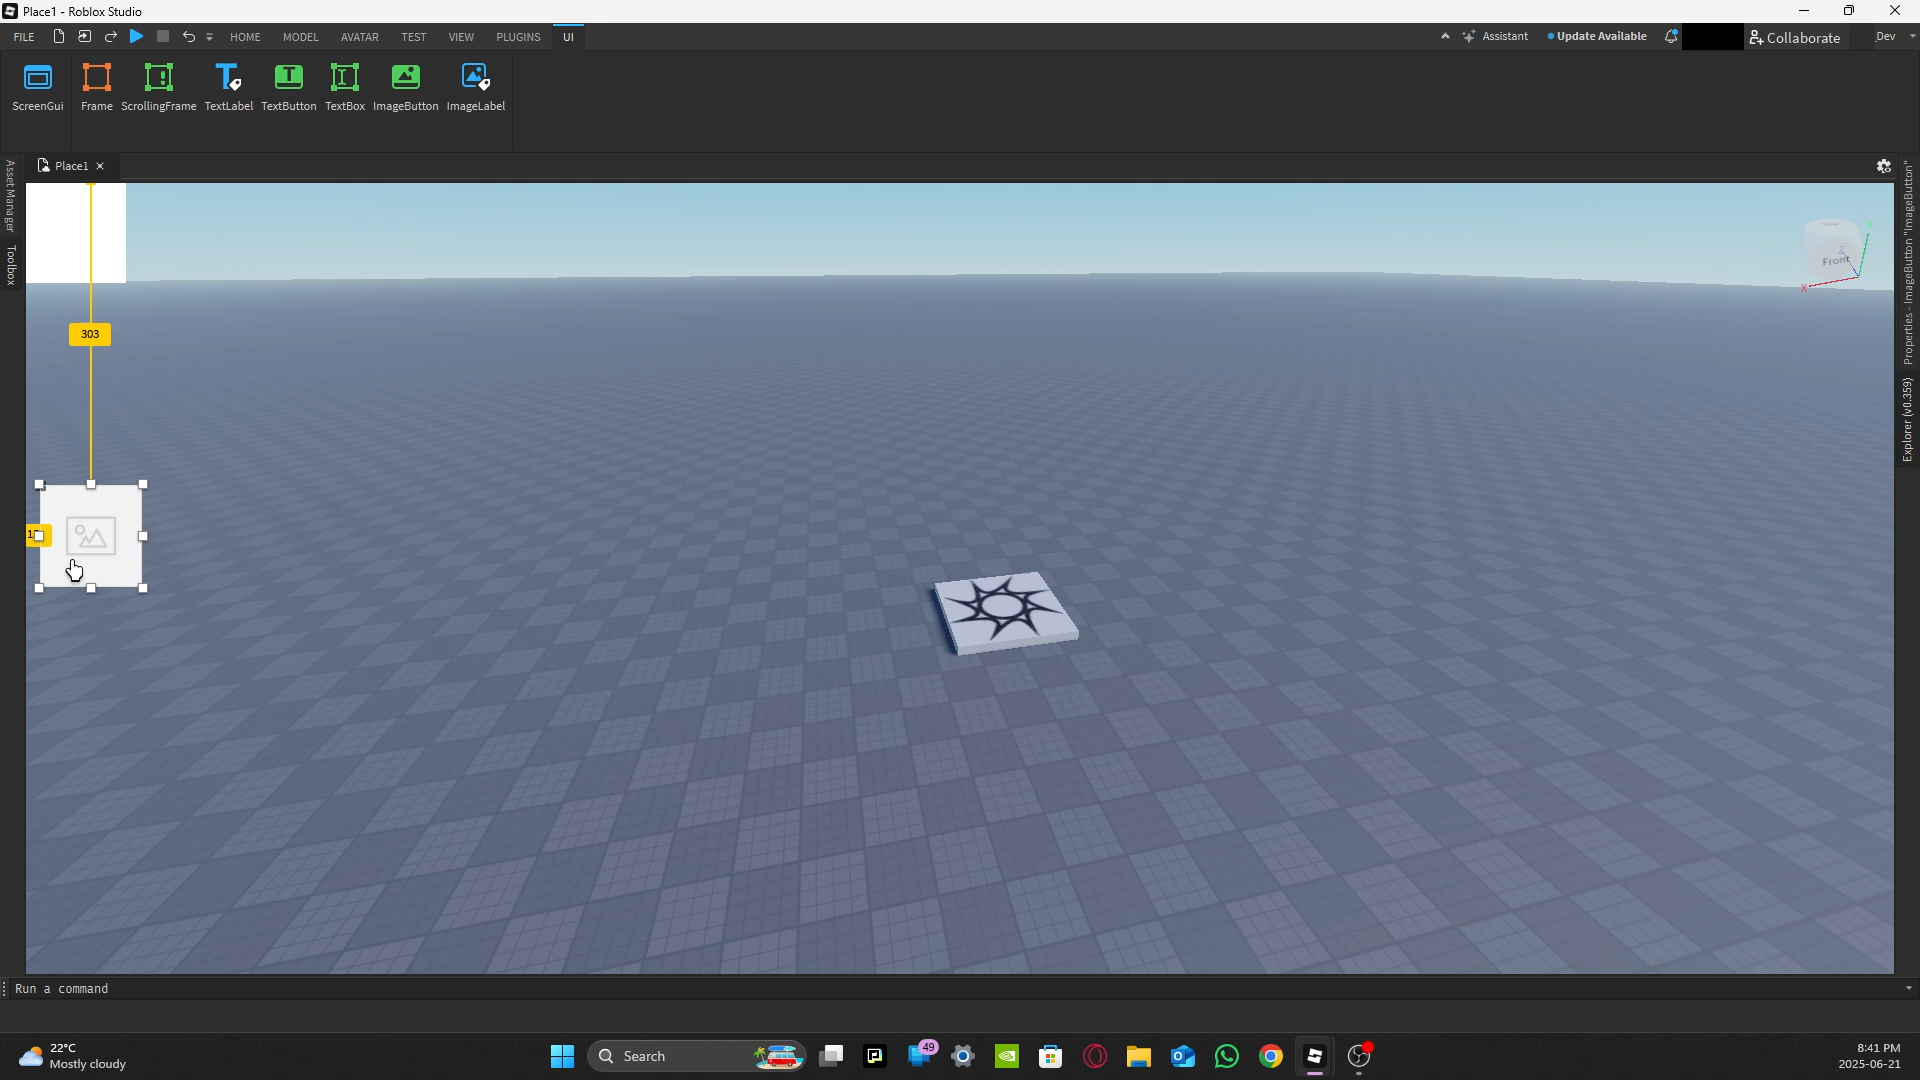 Place1 - Roblox Studio
FILE HOME MODEL AVATAR TEST VIEW PLUGINS UI Assistant Update Available Collaborate Dev
ScreenGui Frame ScrollingFrame TextLabel TextButton TextBox ImageButton ImageLabel
Place1
Asset Manager
Toolbox
303
Front
X
Z
Properties - ImageButton "ImageButton"
Explorer (v0.359)
Run a command
22°C
Mostly cloudy
Search
49
8:41 PM
2025-06-21